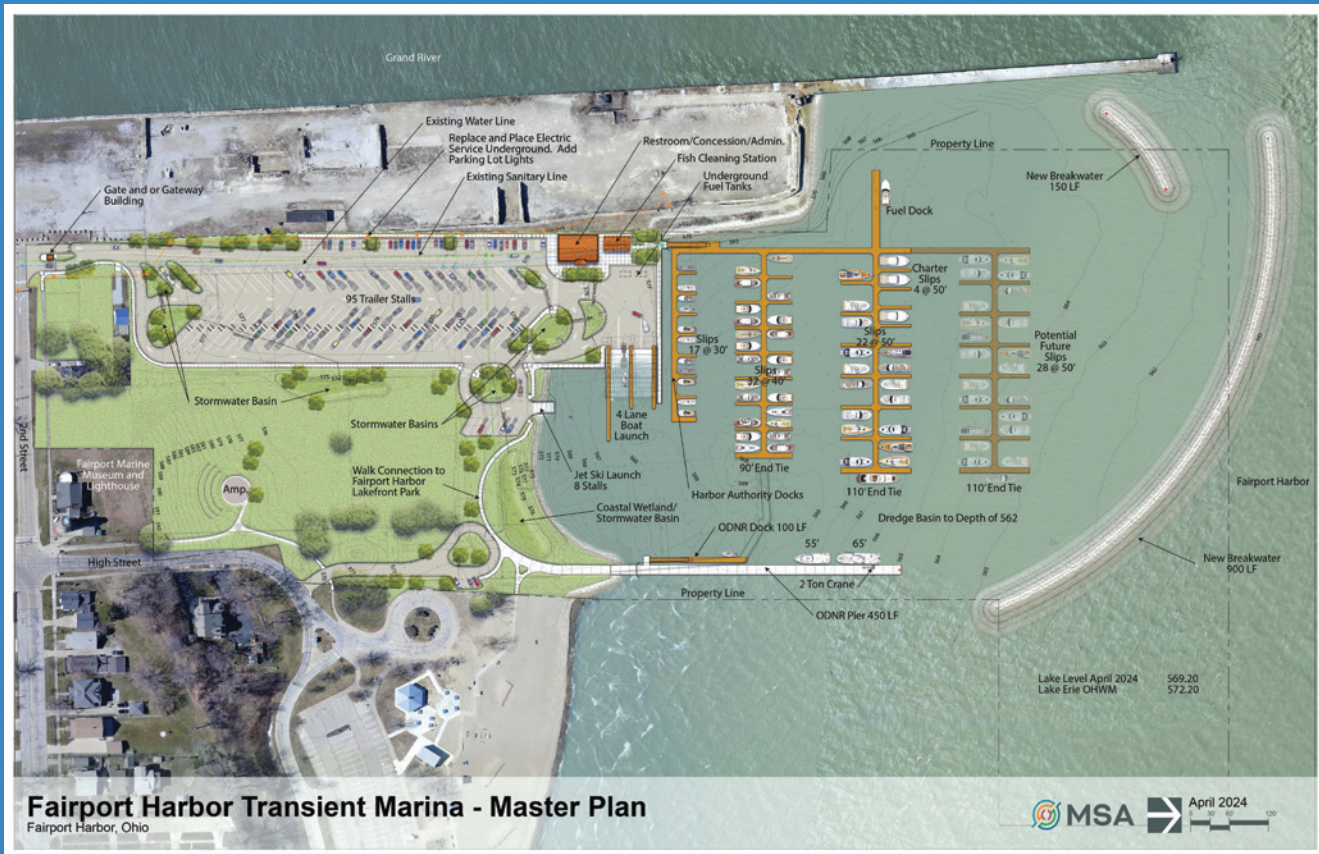 Grand River
Existing Water Line
Replace and Place Electric
Service Underground. Add
Parking Lot Lights
Existing Sanitary Line
Restroom/Concession/Admin.
Fish Cleaning Station
Underground
Fuel Tanks
Property Line
New Breakwater
150 LF
Gate and or Gateway
Building
Fuel Dock
95 Trailer Stalls
Charter
Slips
4 @ 50'
Slips
17 @ 30'
Slips
22 @ 50'
Potential
Future
Slips
28 @ 50'
Slips
32 @ 40'
Stormwater Basin
Stormwater Basins
4 Lane
Boat
Launch
2nd Street
Fairport Marine
Museum and
Lighthouse
Amp.
Walk Connection to
Fairport Harbor
Lakefront Park
Jet Ski Launch
8 Stalls
90' End Tie
110' End Tie
110' End Tie
Harbor Authority Docks
Fairport Harbor
Coastal Wetland/
Stormwater Basin
Dredge Basin to Depth of 562
ODNR Dock 100 LF
55'
65'
High Street
2 Ton Crane
New Breakwater
900 LF
Property Line
ODNR Pier 450 LF
Lake Level April 2024 569.20
Lake Erie OHWM 572.20
Fairport Harbor Transient Marina - Master Plan
Fairport Harbor, Ohio
MSA
April 2024
0 30 60 120